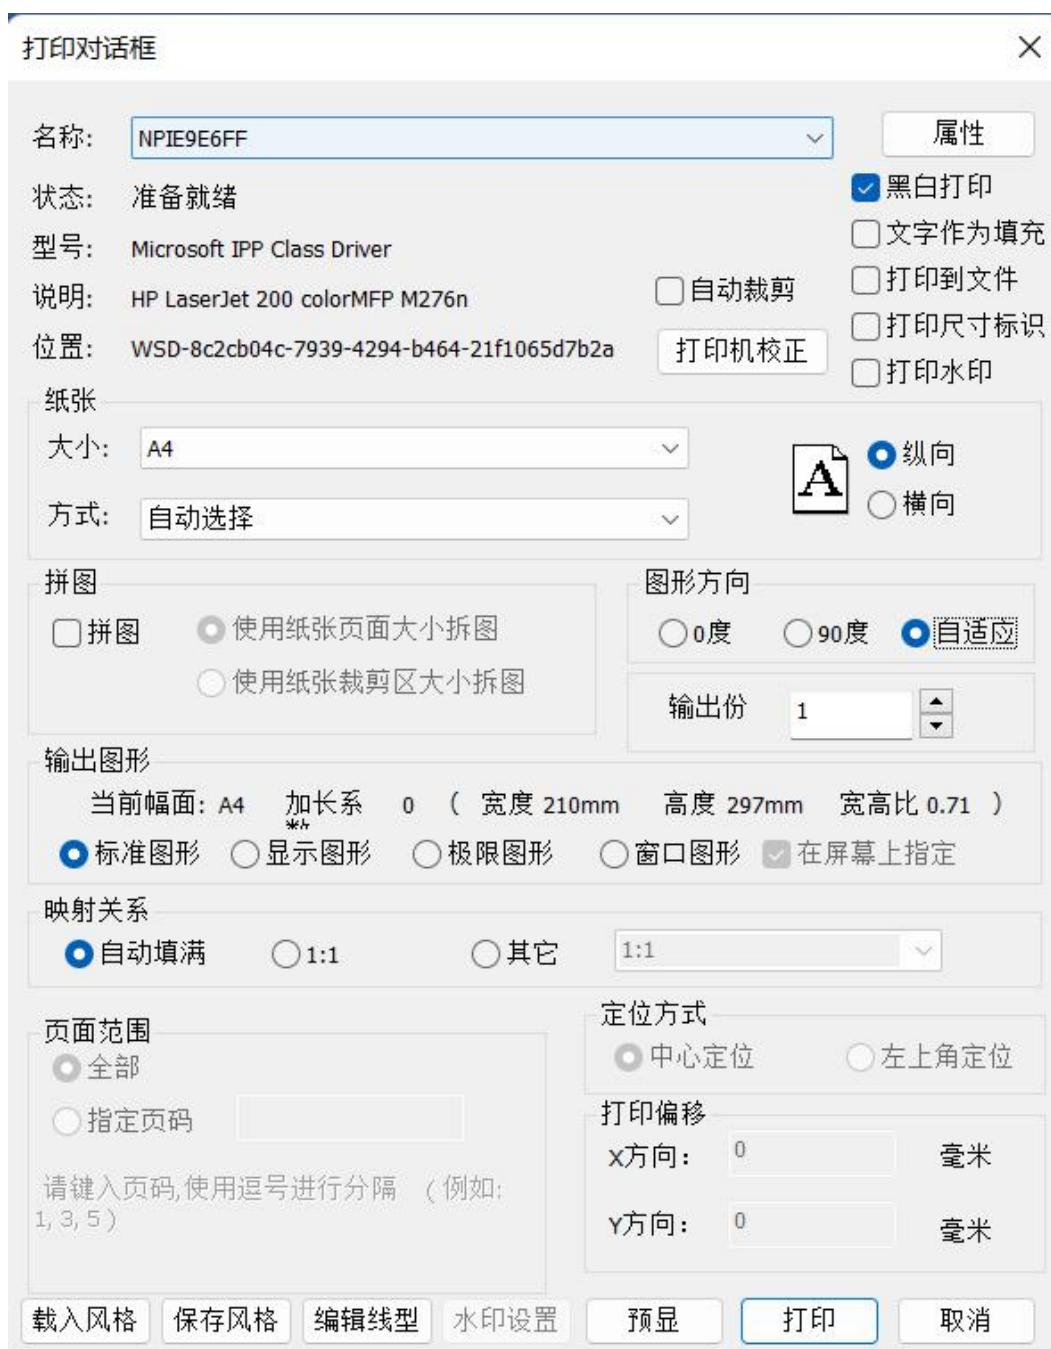 打印对话框
名称: NPIE9E6FF 属性
状态: 准备就绪 黑白打印
型号: Microsoft IPP Class Driver 文字作为填充
说明: HP LaserJet 200 colorMFP M276n 自动裁剪 打印到文件
位置: WSD-8c2cb04c-7939-4294-b464-21f1065d7b2a 打印机校正 打印尺寸标识
打印水印
纸张
大小: A4 纵向
方式: 自动选择 横向
拼图 图形方向
拼图 使用纸张页面大小拆图 0度 90度 自适应
使用纸张裁剪区大小拆图
输出份 1
输出图形
当前幅面: A4 加长系 0 ( 宽度 210mm 高度 297mm 宽高比 0.71 )
标准图形 显示图形 极限图形 窗口图形 在屏幕上指定
映射关系
自动填满 1:1 其它 1:1
页面范围 定位方式
全部 中心定位 左上角定位
指定页码 打印偏移
X方向: 0 毫米
请键入页码,使用逗号进行分隔 (例如:
1,3,5)
Y方向: 0 毫米
载入风格 保存风格 编辑线型 水印设置 预显 打印 取消